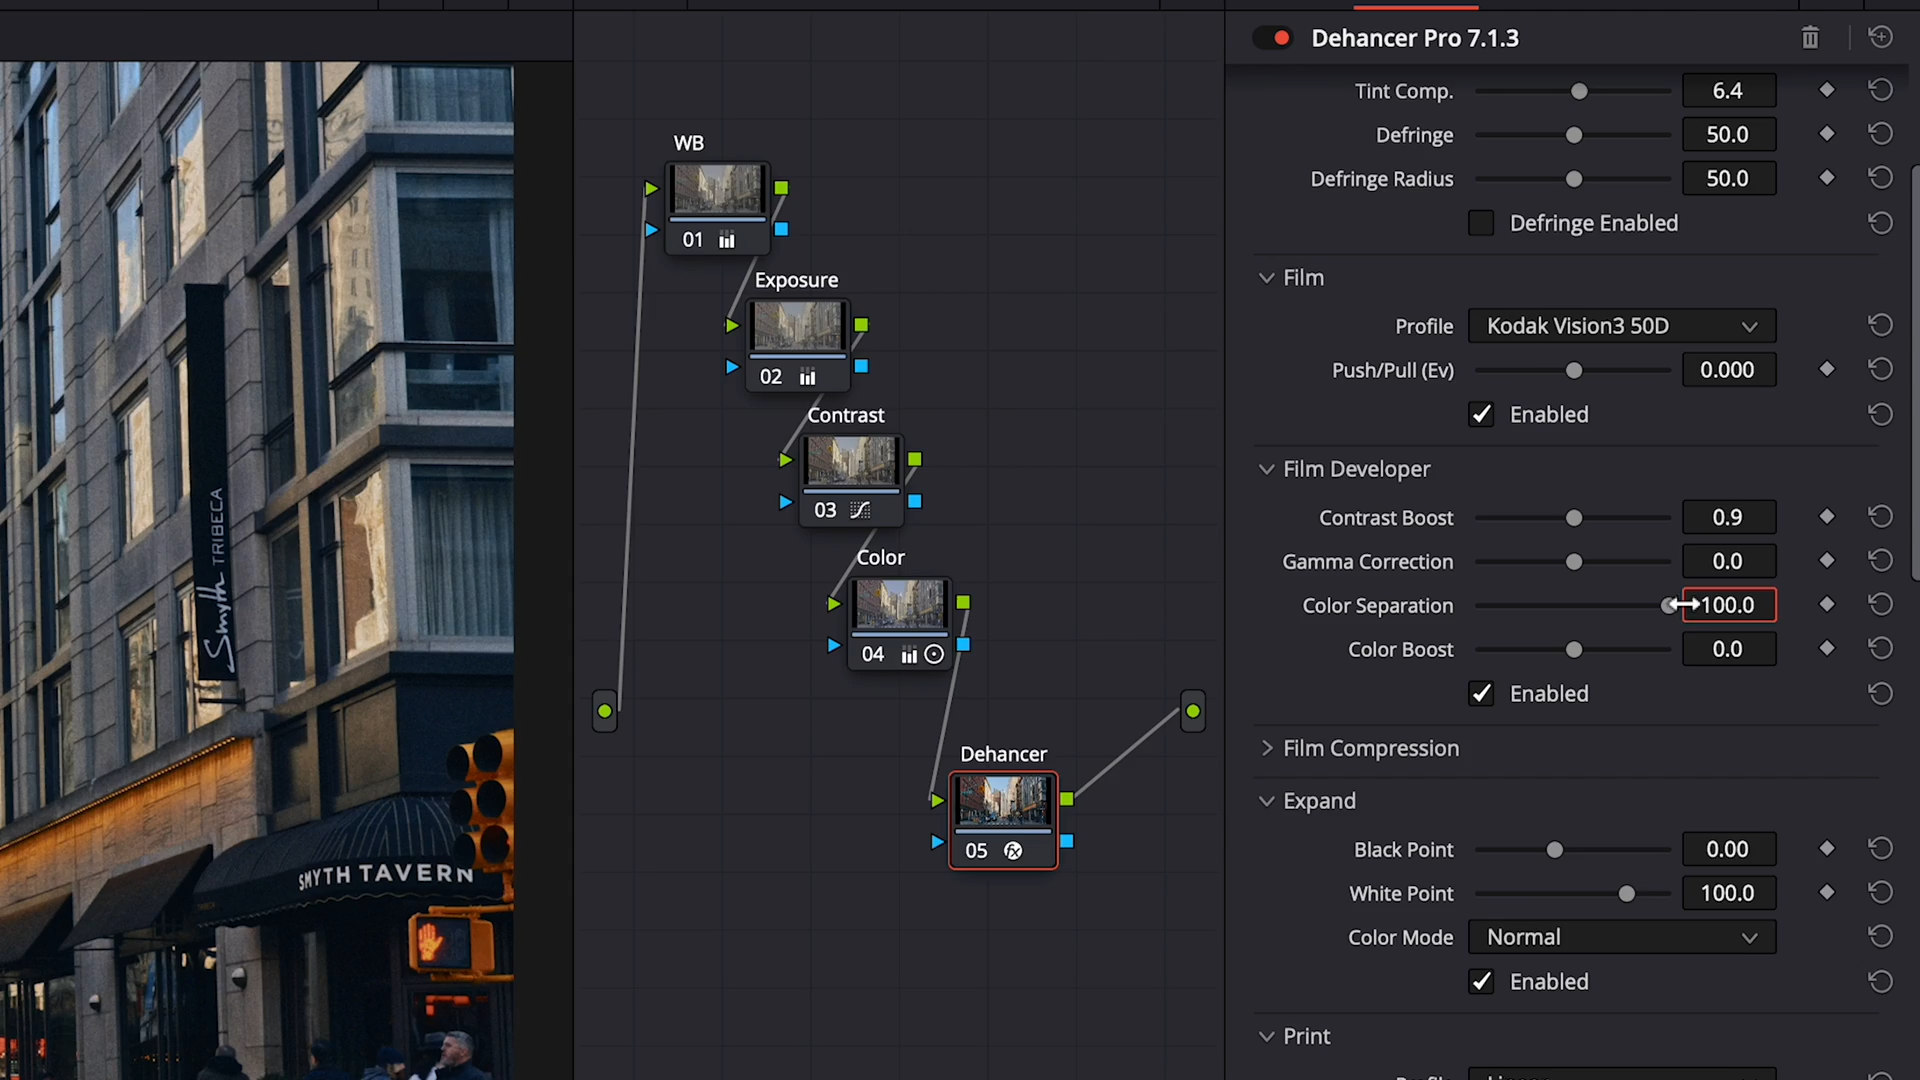 Dehancer Pro 7.1.3
Tint Comp. 6.4
Defringe 50.0
Defringe Radius 50.0
Defringe Enabled
Film
Profile Kodak Vision3 50D
Push/Pull (Ev) 0.000
Enabled
Film Developer
Contrast Boost 0.9
Gamma Correction 0.0
Color Separation 100.0
Color Boost 0.0
Enabled
Film Compression
Expand
Black Point 0.00
White Point 100.0
Color Mode Normal
Enabled
Print
WB
01
Exposure
02
Contrast
03
Color
04
Dehancer
05
Smyth TRIBECA
SMYTH TAVERN